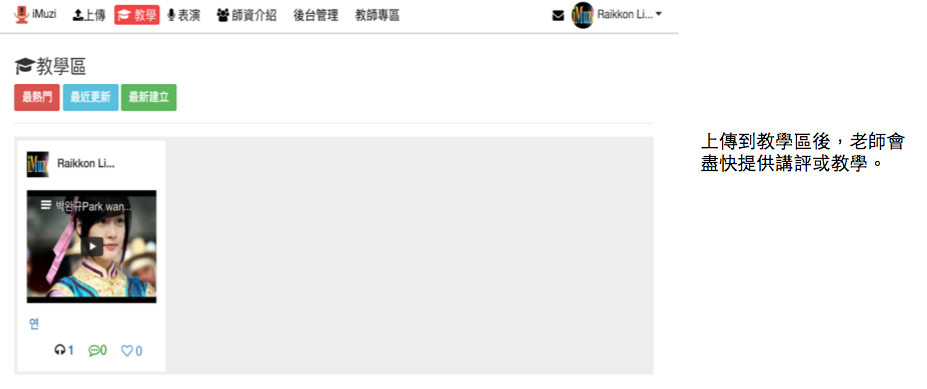 iMuzi 上傳 教學 表演 師資介紹 後台管理 教師專區 Raikkon Li...
教學區
最熱門 最近更新 最新建立
iMuz Raikkon Li...
박완규Park wan...
연
1 0 0
上傳到教學區後，老師會
盡快提供講評或教學。